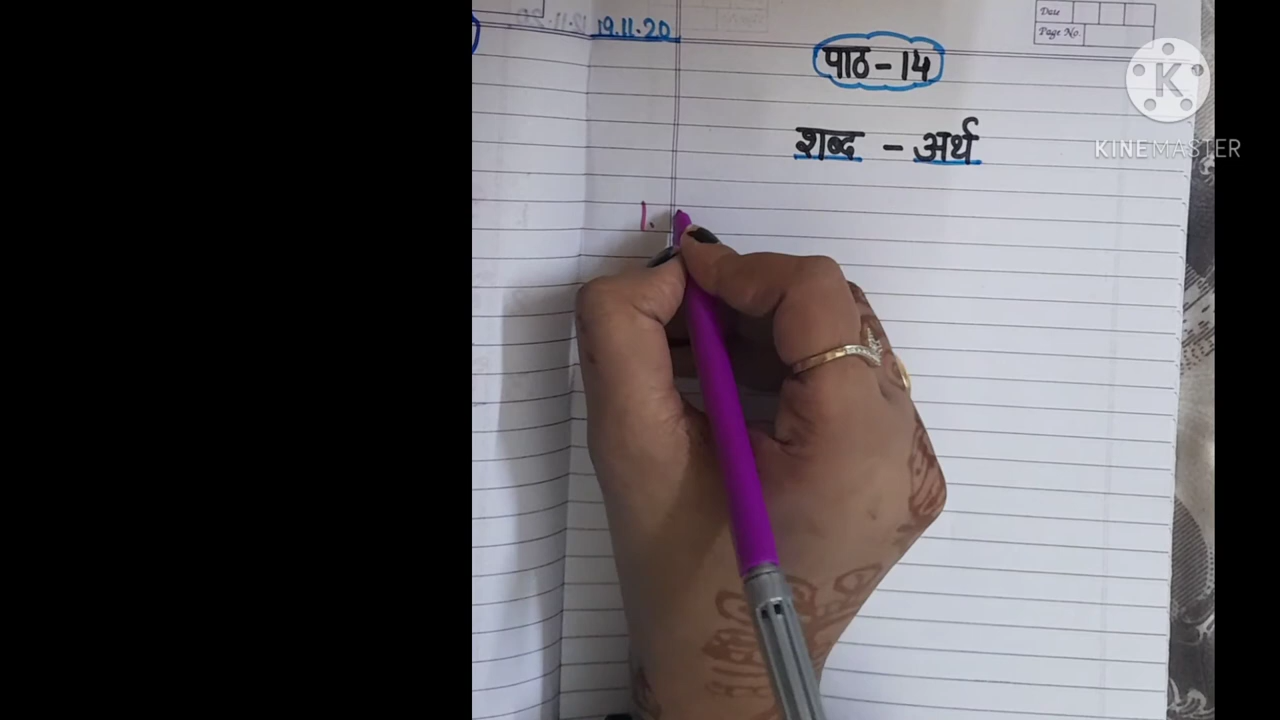 19.11.20
Date
Page No.
पाठ - 14
शब्द - अर्थ
1.
K
KINEMASTER